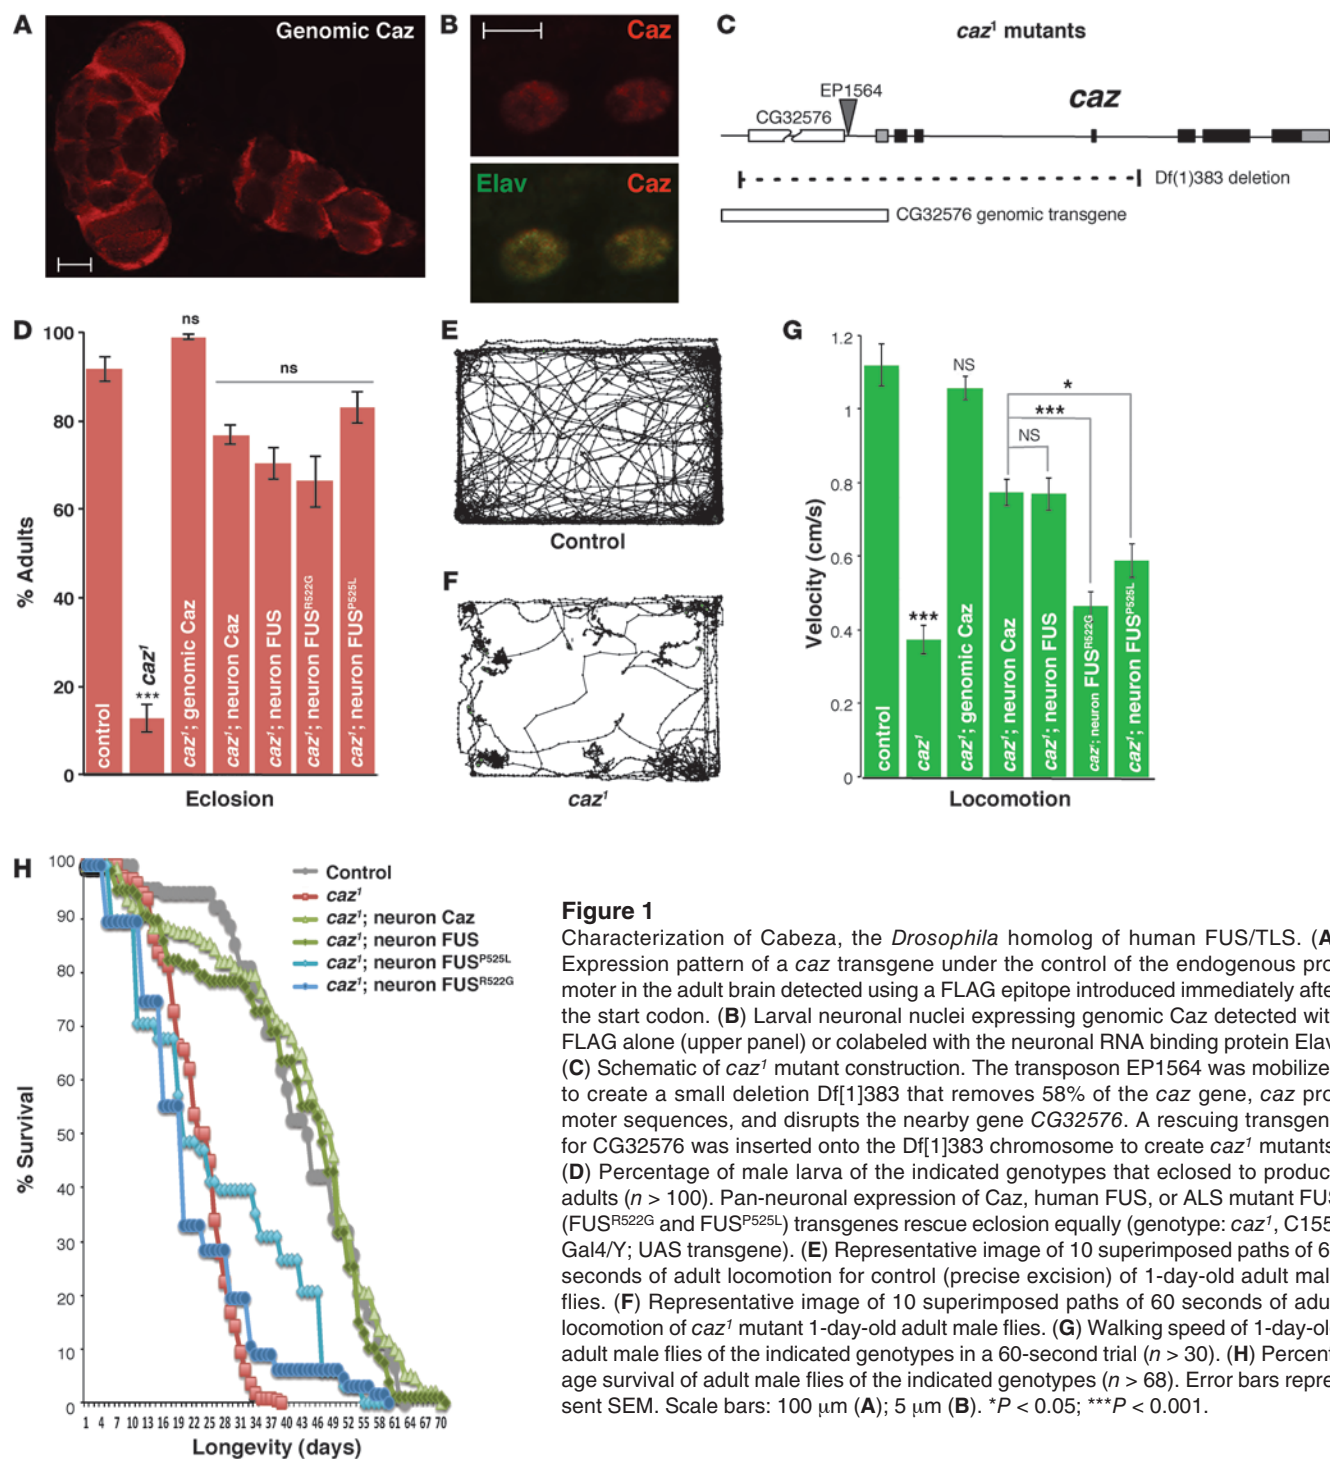 A
Genomic Caz
B
Caz
Elav
Caz
C
caz¹ mutants
EP1564
CG32576
caz
Df(1)383 deletion
CG32576 genomic transgene
D
100
80
60
40
20
0
% Adults
ns
ns
***
control
caz¹
caz¹; genomic Caz
caz¹; neuron Caz
caz¹; neuron FUS
caz¹; neuron FUSR522G
caz¹; neuron FUSP525L
Eclosion
E
Control
F
caz¹
G
1.2
1
0.8
0.6
0.4
0.2
0
Velocity (cm/s)
NS
*
***
NS
***
control
caz¹
caz¹; genomic Caz
caz¹; neuron Caz
caz¹; neuron FUS
caz¹; neuron FUSR522G
caz¹; neuron FUSP525L
Locomotion
H
100
90
80
70
60
50
40
30
20
10
0
% Survival
Control
caz¹
caz¹; neuron Caz
caz¹; neuron FUS
caz¹; neuron FUSP525L
caz¹; neuron FUSR522G
1 4 7 10 13 16 19 22 25 28 31 34 37 40 43 46 49 52 55 58 61 64 67 70
Longevity (days)
Figure 1
Characterization of Cabeza, the Drosophila homolog of human FUS/TLS. (A
Expression pattern of a caz transgene under the control of the endogenous pro
moter in the adult brain detected using a FLAG epitope introduced immediately afte
the start codon. (B) Larval neuronal nuclei expressing genomic Caz detected wit
FLAG alone (upper panel) or colabeled with the neuronal RNA binding protein Elav
(C) Schematic of caz¹ mutant construction. The transposon EP1564 was mobilize
to create a small deletion Df[1]383 that removes 58% of the caz gene, caz pro
moter sequences, and disrupts the nearby gene CG32576. A rescuing transgen
for CG32576 was inserted onto the Df[1]383 chromosome to create caz¹ mutants
(D) Percentage of male larva of the indicated genotypes that eclosed to produc
adults (n > 100). Pan-neuronal expression of Caz, human FUS, or ALS mutant FUS
(FUSR522G and FUSP525L) transgenes rescue eclosion equally (genotype: caz¹, C155
Gal4/Y; UAS transgene). (E) Representative image of 10 superimposed paths of 6
seconds of adult locomotion for control (precise excision) of 1-day-old adult mal
flies. (F) Representative image of 10 superimposed paths of 60 seconds of adu
locomotion of caz¹ mutant 1-day-old adult male flies. (G) Walking speed of 1-day-ol
adult male flies of the indicated genotypes in a 60-second trial (n > 30). (H) Percent
age survival of adult male flies of the indicated genotypes (n > 68). Error bars repre
sent SEM. Scale bars: 100 μm (A); 5 μm (B). *P < 0.05; ***P < 0.001.